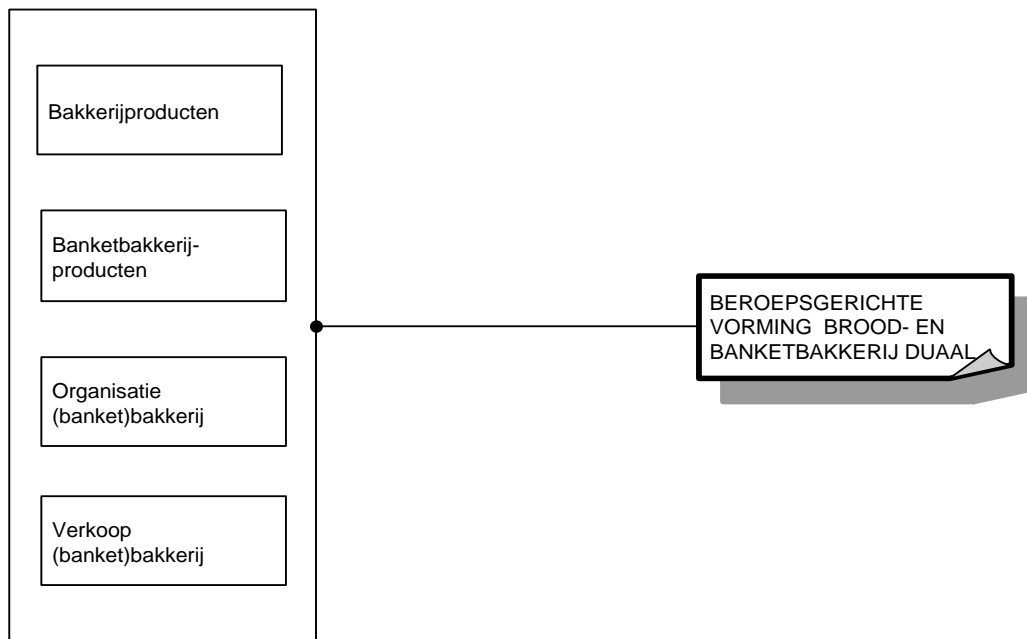 Bakkerijproducten
Banketbakkerij-
producten
Organisatie
(banket)bakkerij
Verkoop
(banket)bakkerij
BEROEPSGERICHTE
VORMING BROOD- EN
BANKETBAKKERIJ DUAAL